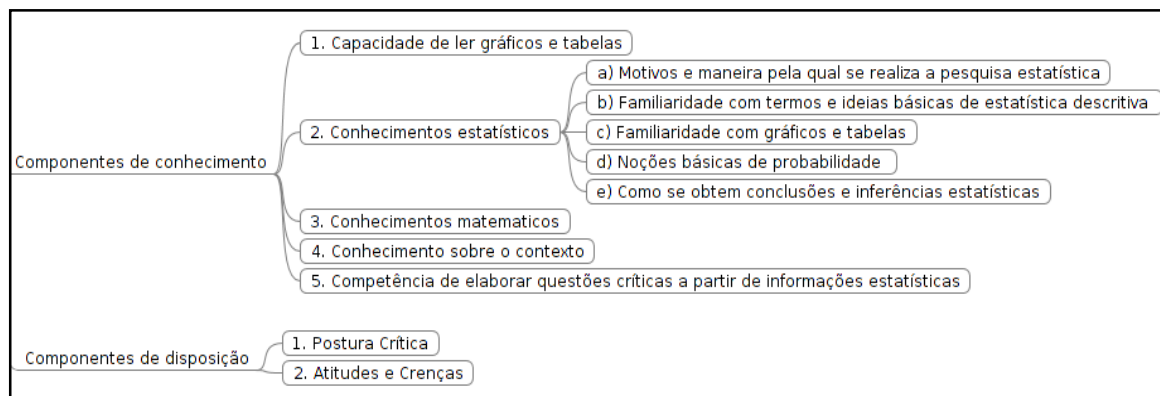 Componentes de conhecimento
1. Capacidade de ler gráficos e tabelas
2. Conhecimentos estatísticos
a) Motivos e maneira pela qual se realiza a pesquisa estatística
b) Familiaridade com termos e ideias básicas de estatística descritiva
c) Familiaridade com gráficos e tabelas
d) Noções básicas de probabilidade
e) Como se obtem conclusões e inferências estatísticas
3. Conhecimentos matematicos
4. Conhecimento sobre o contexto
5. Competência de elaborar questões críticas a partir de informações estatísticas
Componentes de disposição
1. Postura Crítica
2. Atitudes e Crenças